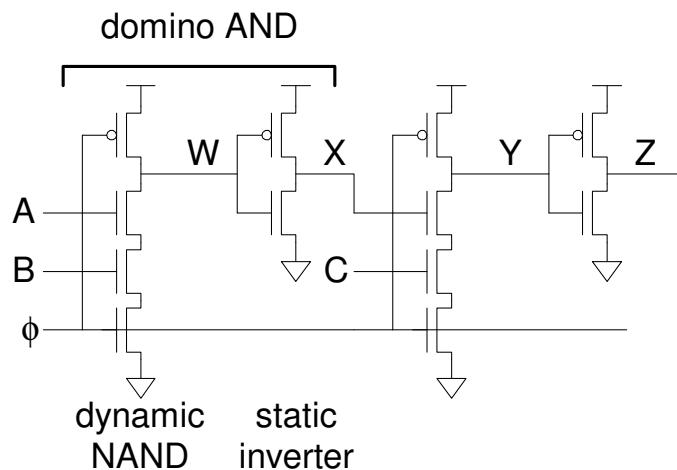 domino AND
W
X
Y
Z
A
B
C
ϕ
dynamic
NAND
static
inverter